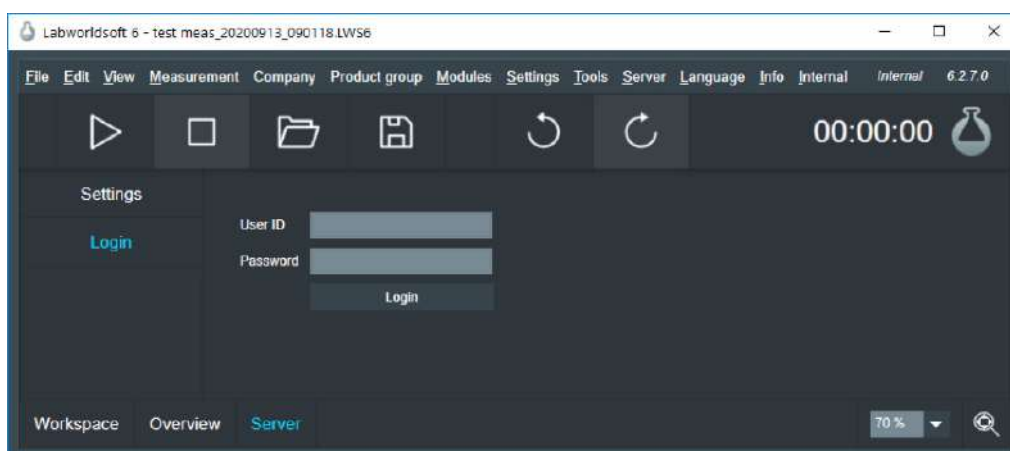 Labworldsoft 6 - test meas_20200913_090118.LWS6
File Edit View Measurement Company Product group Modules Settings Tools Server Language Info Internal Internal 6.2.7.0
00:00:00
Settings
Login
User ID
Password
Login
Workspace Overview Server 70 %